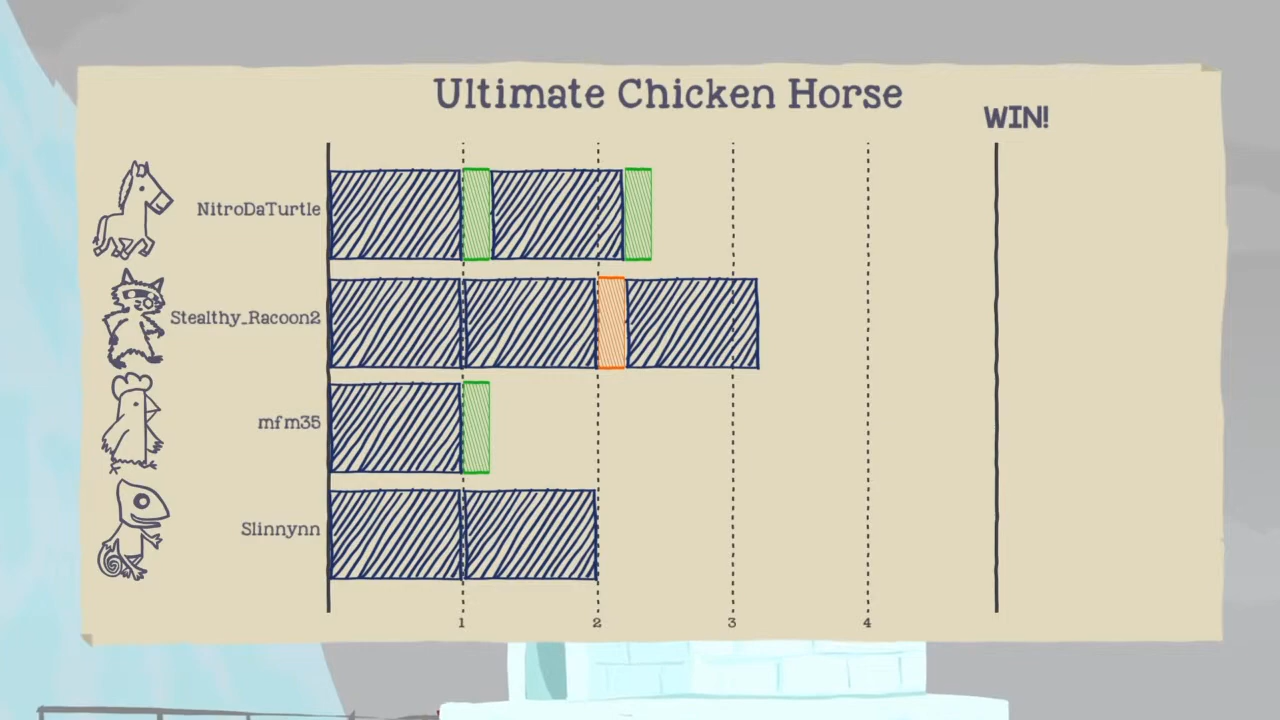 Ultimate Chicken Horse
WIN!
NitroDaTurtle
Stealthy_Racoon2
mfm35
Slinnynn
1 2 3 4